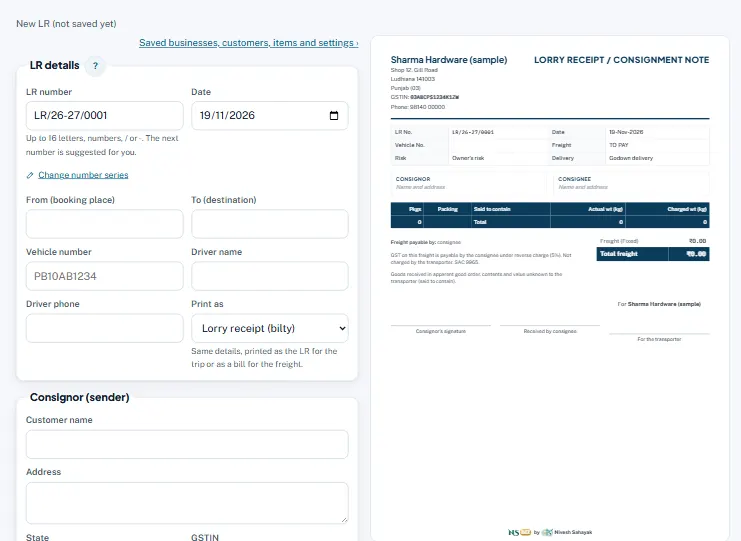 New LR (not saved yet)
Saved businesses, customers, items and settings ›
LR details ?
LR number
Date
LR/26-27/0001
19/11/2026
Up to 16 letters, numbers, / or -. The next
number is suggested for you.
Change number series
From (booking place)
To (destination)
Vehicle number
Driver name
PB10AB1234
Driver phone
Print as
Lorry receipt (bilty)
Same details, printed as the LR for the
trip or as a bill for the freight.
Consignor (sender)
Customer name
Address
State
GSTIN
Sharma Hardware (sample)
LORRY RECEIPT / CONSIGNMENT NOTE
Shop 12, Gill Road
Ludhiana 141003
Punjab (03)
GSTIN:
Phone: 98140 00000
LR No. LR/26-27/0001 Date 19-Nov-2026
Vehicle No. Freight TO PAY
Risk Owner's risk Delivery Godown delivery
CONSIGNOR
Name and address
CONSIGNEE
Name and address
Pkgs Packing Said to contain Actual wt (kg) Charged wt (kg)
0 Total 0 0
Freight payable by: consignee
GST on this freight is payable by the consignee under reverse charge (5%). Not
charged by the transporter. SAC 9965.
Goods received in apparent good order; contents and value unknown to the
transporter (said to contain).
Freight (Fixed) ₹0.00
Total freight ₹0.00
For Sharma Hardware (sample)
Consignor's signature
Received by consignee
For the transporter
NS by Nivesh Sahayak